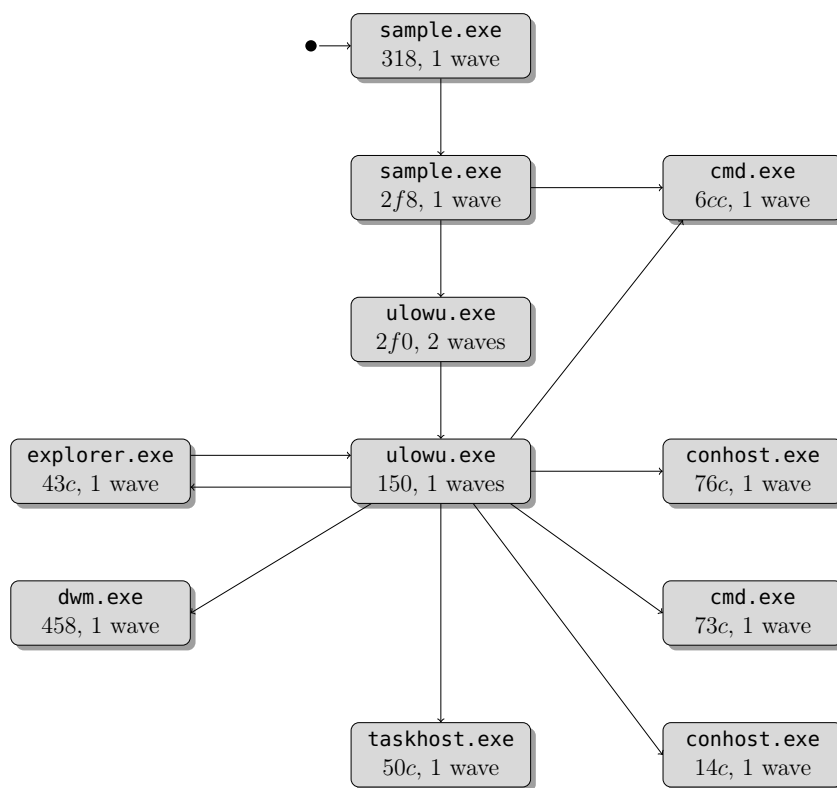 sample.exe
318, 1 wave
sample.exe
2f8, 1 wave
cmd.exe
6cc, 1 wave
ulowu.exe
2f0, 2 waves
explorer.exe
43c, 1 wave
ulowu.exe
150, 1 waves
conhost.exe
76c, 1 wave
dwm.exe
458, 1 wave
cmd.exe
73c, 1 wave
taskhost.exe
50c, 1 wave
conhost.exe
14c, 1 wave